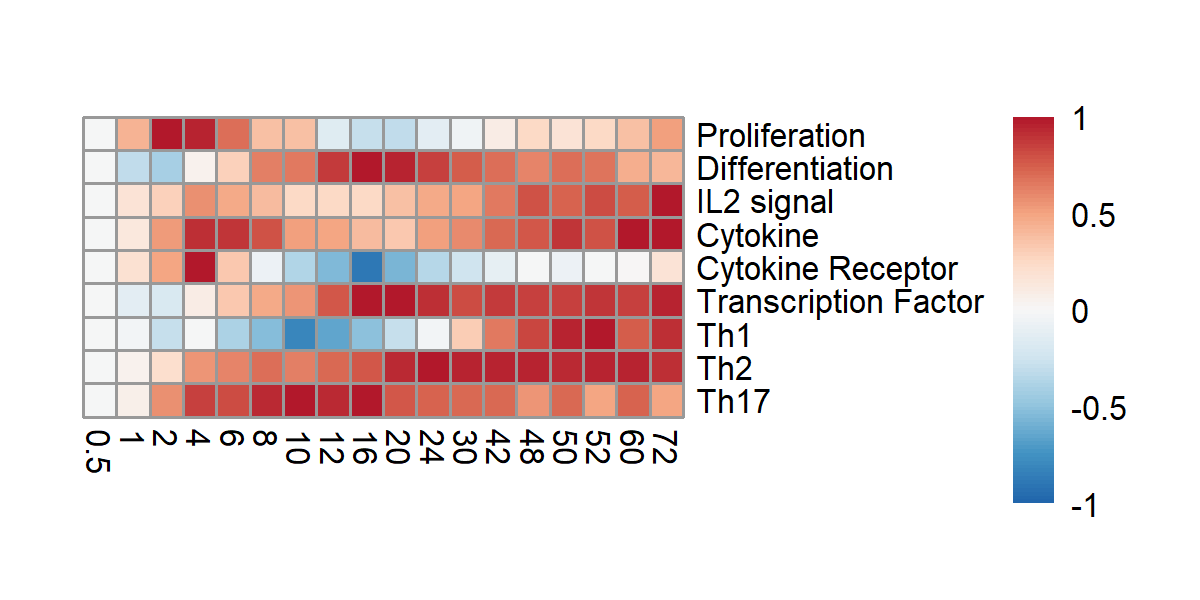 Proliferation
Differentiation
IL2 signal
Cytokine
Cytokine Receptor
Transcription Factor
Th1
Th2
Th17
0.5 1 2 4 6 8 10 12 16 20 24 30 42 48 50 52 60 72
1
0.5
0
-0.5
-1